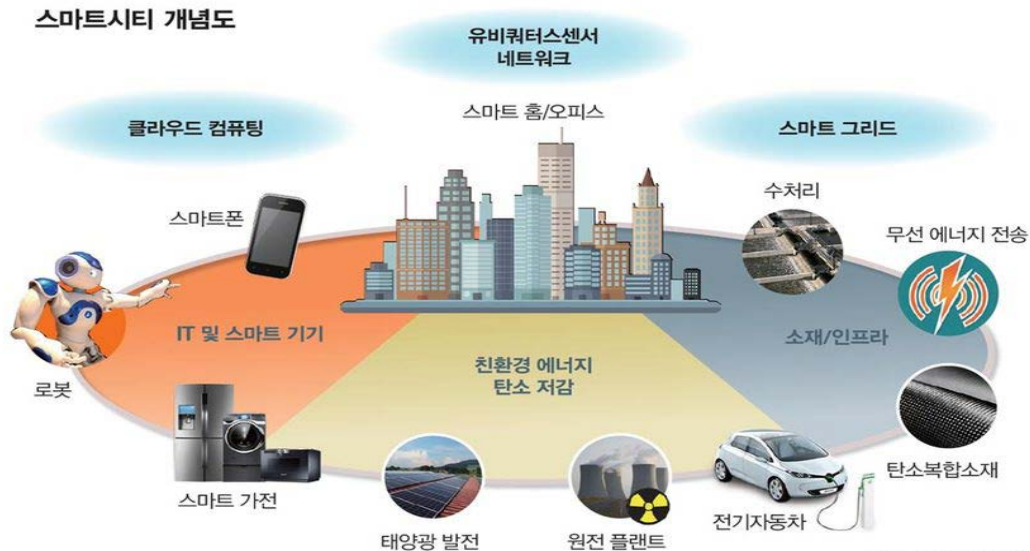 스마트시티 개념도
유비쿼터스센서
네트워크
클라우드 컴퓨팅
스마트 홈/오피스
스마트 그리드
스마트폰
수처리
무선 에너지 전송
IT 및 스마트 기기
소재/인프라
친환경 에너지
탄소 저감
로봇
탄소복합소재
스마트 가전
전기자동차
태양광 발전
원전 플랜트